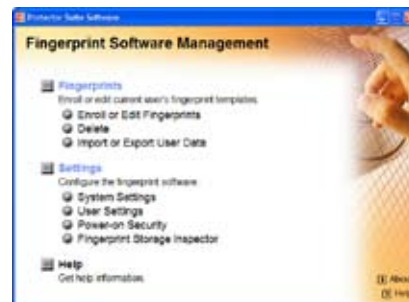 Protector Suite Software
Fingerprint Software Management
Fingerprints
Enroll or edit current user's fingerprint templates.
Enroll or Edit Fingerprints
Delete
Import or Export User Data
Settings
Configure the fingerprint software
System Settings
User Settings
Power-on Security
Fingerprint Storage Inspector
Help
Get help information.
Abou
Help